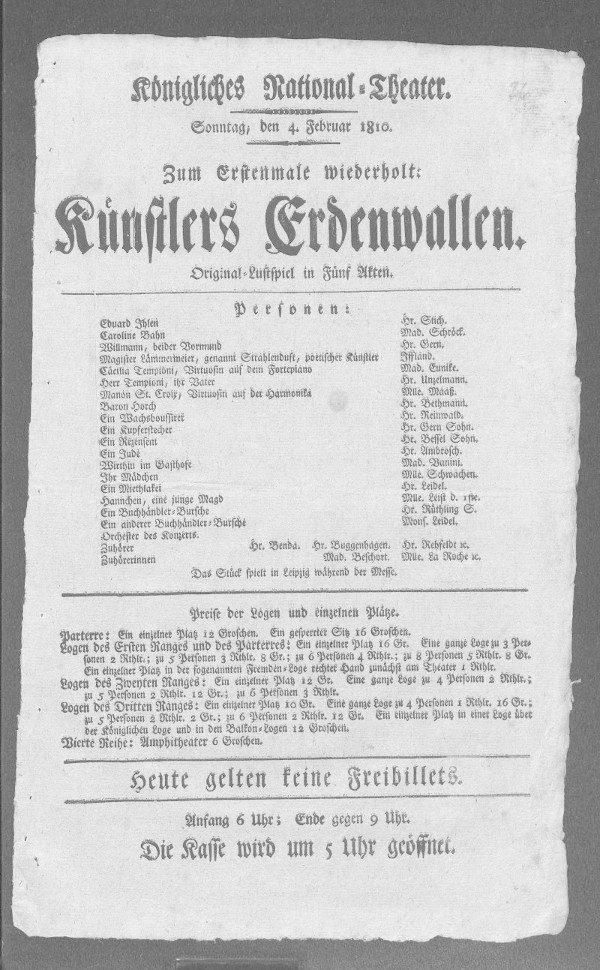 Königliches National-Theater.
Sonntag, den 4. Februar 1810.
Zum Erstenmale wiederholt:
Künstlers Erdenwallen.
Original-Lustspiel in Fünf Akten.
Personen:
Eduard Ihlen Hr. Stich.
Caroline Bahn Mad. Schröck.
Willmann, beider Vormund Hr. Gern.
Magister Lämmermeier, genannt Strahlenduft, poetischer Künstler Iffland.
Cäcilia Tempioni, Virtuosin auf dem Fortepiano Mad. Eunike.
Herr Tempioni, ihr Vater Hr. Unzelmann.
Manon St. Croix, Virtuosin auf der Harmonika Mlle. Maaß.
Baron Horch Hr. Bethmann.
Ein Wachsboussirer Hr. Reinwald.
Ein Kupferstecher Hr. Gern Sohn.
Ein Rezensent Hr. Bessel Sohn.
Ein Jude Hr. Ambrosch.
Wirthin im Gasthofe Mad. Vanini.
Ihr Mädchen Mlle. Schwachen.
Ein Miethlakei Hr. Leidel.
Hannchen, eine junge Magd Mlle. Leist d. 1ste.
Ein Buchhändler-Bursche Hr. Rüthling S.
Ein anderer Buchhändler-Bursche Mons. Leidel.
Orchester des Konzerts.
Zuhörer Hr. Benda. Hr. Buggenhagen. Hr. Rehfeldt ꝛc.
Zuhörerinnen Mad. Beschort. Mlle. La Roche ꝛc.
Das Stück spielt in Leipzig während der Messe.
Preise der Logen und einzelnen Plätze.
Parterre: Ein einzelner Platz 12 Groschen. Ein gesperrter Sitz 16 Groschen.
Logen des Ersten Ranges und des Parterres: Ein einzelner Platz 16 Gr. Eine ganze Loge zu 3 Per-
sonen 2 Rthlr.; zu 5 Personen 3 Rthlr. 8 Gr.; zu 6 Personen 4 Rthlr.; zu 8 Personen 5 Rthlr. 8 Gr.
Ein einzelner Platz in der sogenannten Fremden-Loge rechter Hand zunächst am Theater 1 Rthlr.
Logen des Zweyten Ranges: Ein einzelner Platz 12 Gr. Eine ganze Loge zu 4 Personen 2 Rthlr.;
zu 5 Personen 2 Rthlr. 12 Gr.; zu 6 Personen 3 Rthlr.
Logen des Dritten Ranges: Ein einzelner Platz 10 Gr. Eine ganze Loge zu 4 Personen 1 Rthlr. 16 Gr.;
zu 5 Personen 2 Rthlr. 2 Gr.; zu 6 Personen 2 Rthlr. 12 Gr. Ein einzelner Platz in einer Loge über
der Königlichen Loge und in den Balkon-Logen 12 Groschen.
Vierte Reihe: Amphitheater 6 Groschen.
Heute gelten keine Freibillets.
Anfang 6 Uhr; Ende gegen 9 Uhr.
Die Kasse wird um 5 Uhr geöffnet.